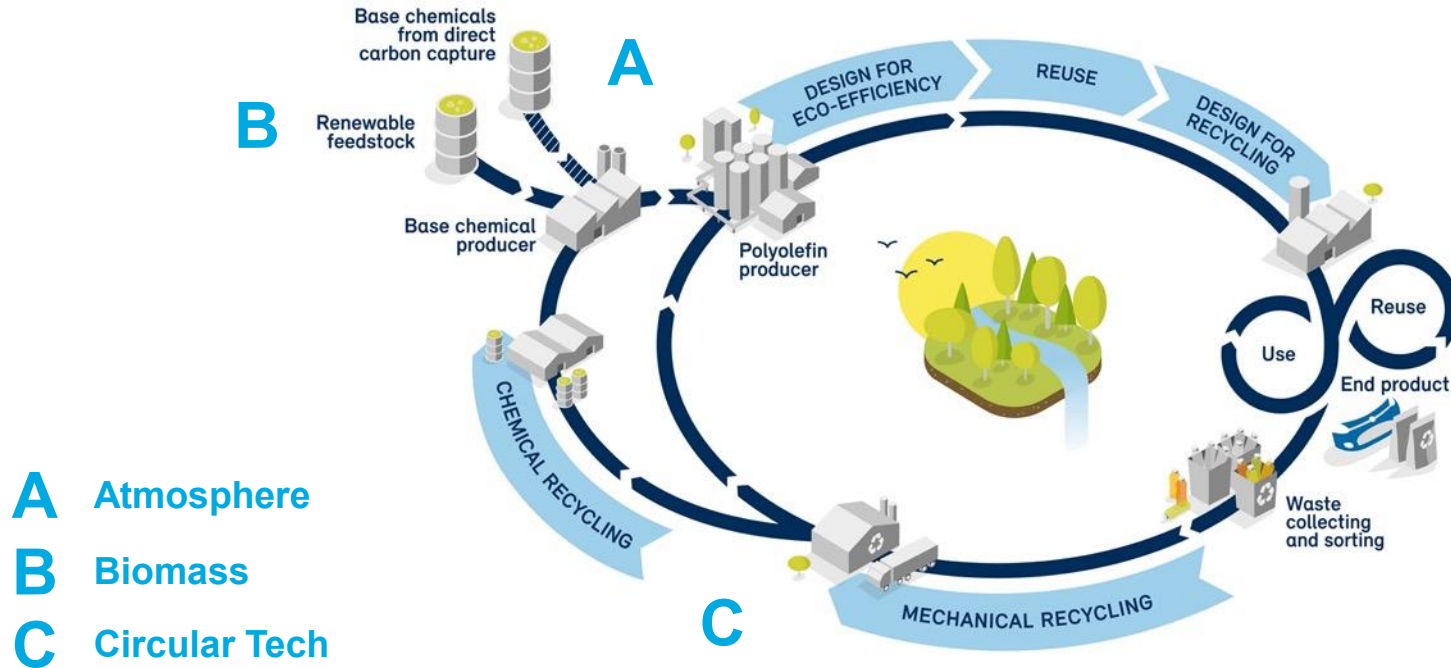 Base chemicals
from direct
carbon capture
A
B
Renewable
feedstock
Base chemical
producer
Polyolefin
producer
DESIGN FOR
ECO-EFFICIENCY
REUSE
DESIGN FOR
RECYCLING
Use
Reuse
End product
Waste
collecting
and sorting
MECHANICAL RECYCLING
C
CHEMICAL RECYCLING
A Atmosphere
B Biomass
C Circular Tech